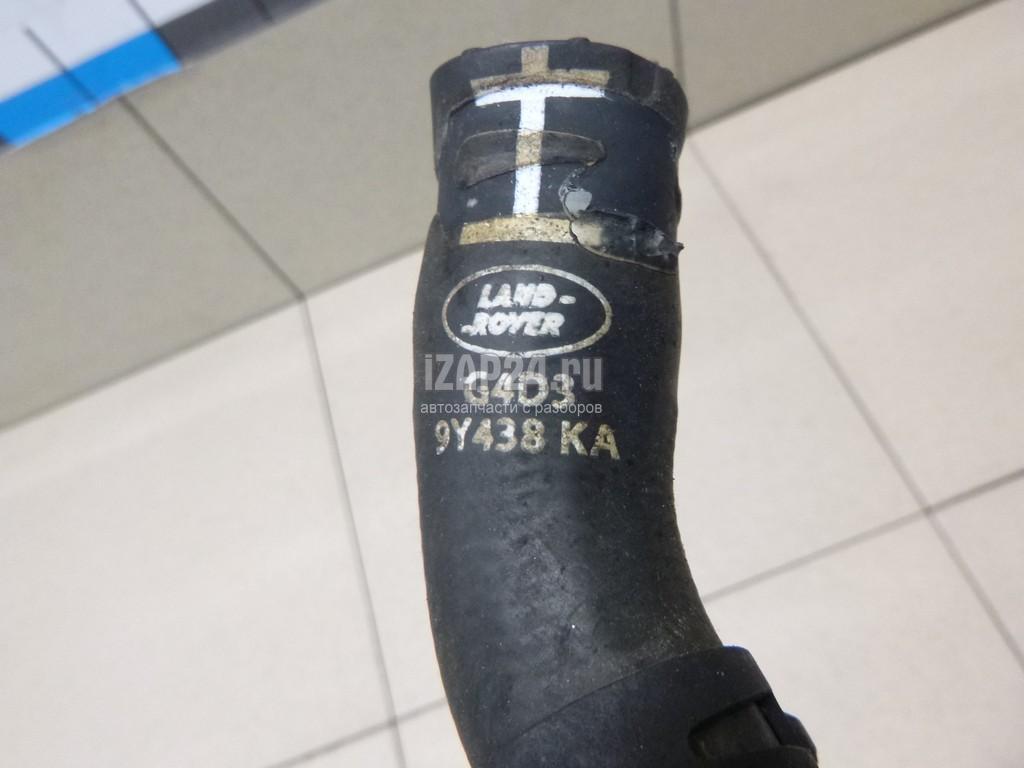 LAND-
-ROVER
iZAP24.ru
G4D3
автозапчасти с разборов
9Y438 KA